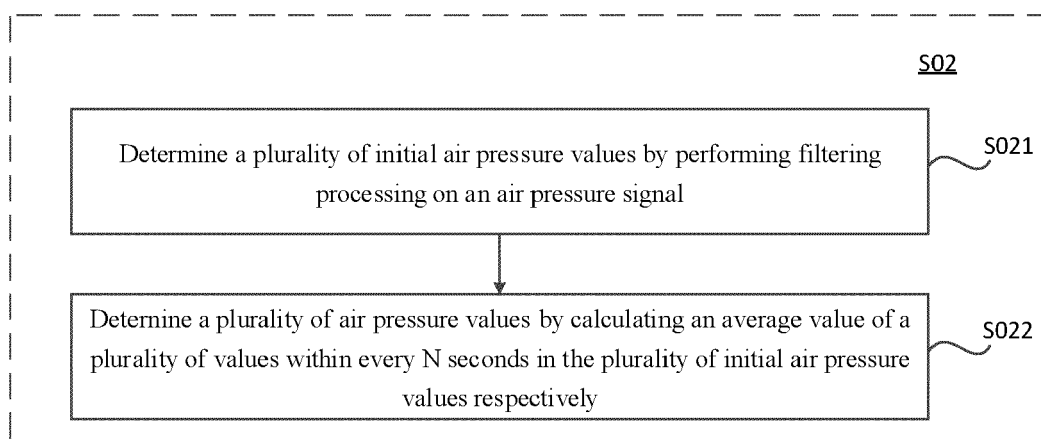 S02
Determine a plurality of initial air pressure values by performing filtering
processing on an air pressure signal
S021
Deternine a plurality of air pressure values by calculating an average value of a
plurality of values within every N seconds in the plurality of initial air pressure
values respectively
S022